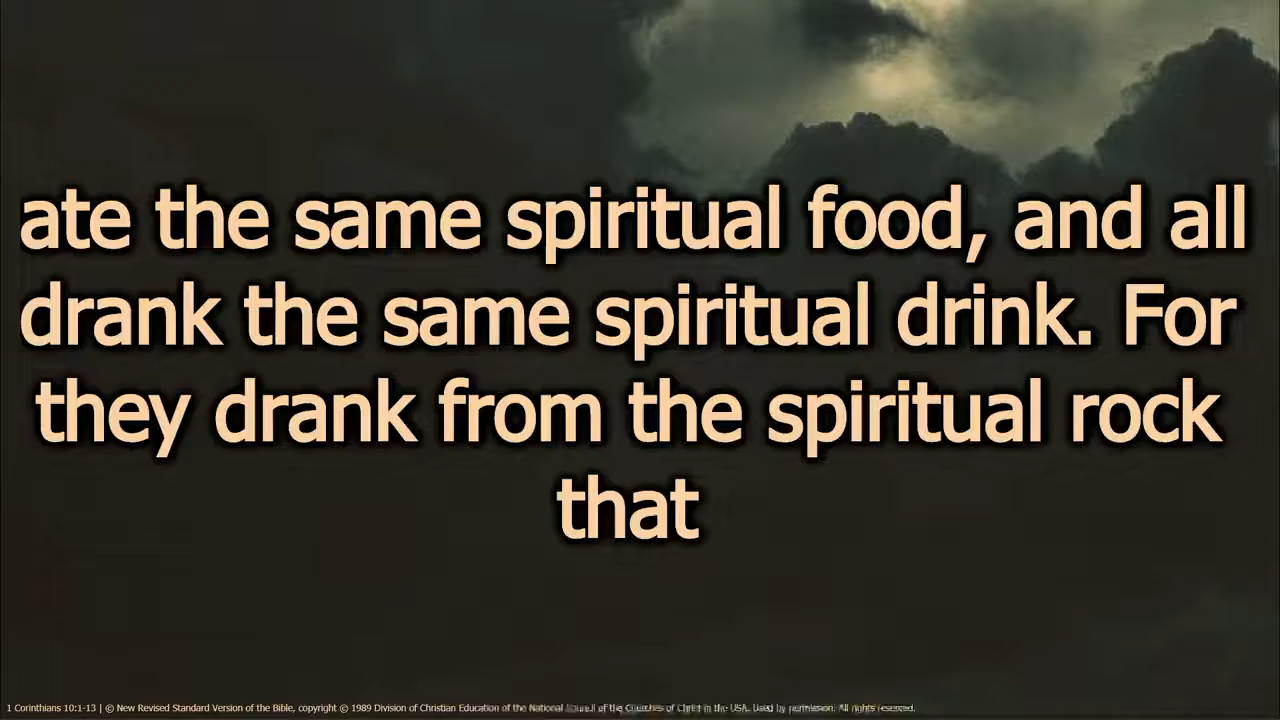 ate the same spiritual food, and all
drank the same spiritual drink. For
they drank from the spiritual rock
that
1 Corinthians 10:1-13 | © New Revised Standard Version of the Bible, copyright © 1989 Division of Christian Education of the National Council of the Churches of Christ in the USA. Used by permission. All rights reserved.